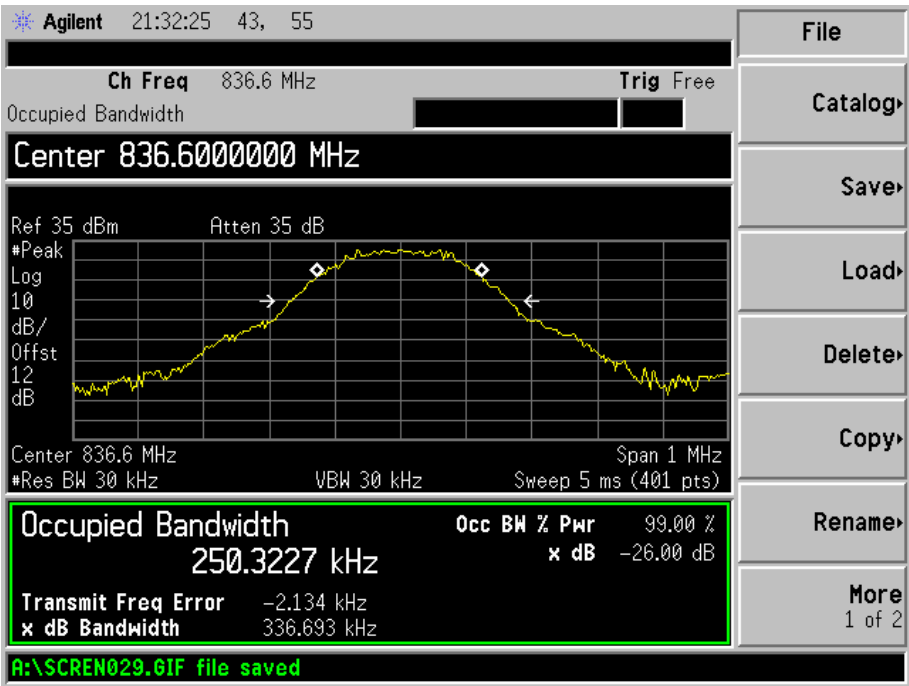 Agilent 21:32:25 43, 55
File
Ch Freq 836.6 MHz Trig Free
Occupied Bandwidth
Catalog
Center 836.6000000 MHz
Save
Ref 35 dBm Atten 35 dB
#Peak
Log
10
dB/
Offst
12
dB
Load
Delete
Copy
Center 836.6 MHz Span 1 MHz
#Res BW 30 kHz VBW 30 kHz Sweep 5 ms (401 pts)
Occupied Bandwidth
250.3227 kHz
Occ BW % Pwr 99.00 %
x dB -26.00 dB
Transmit Freq Error -2.134 kHz
x dB Bandwidth 336.693 kHz
Rename
More
1 of 2
A:\SCREN029.GIF file saved